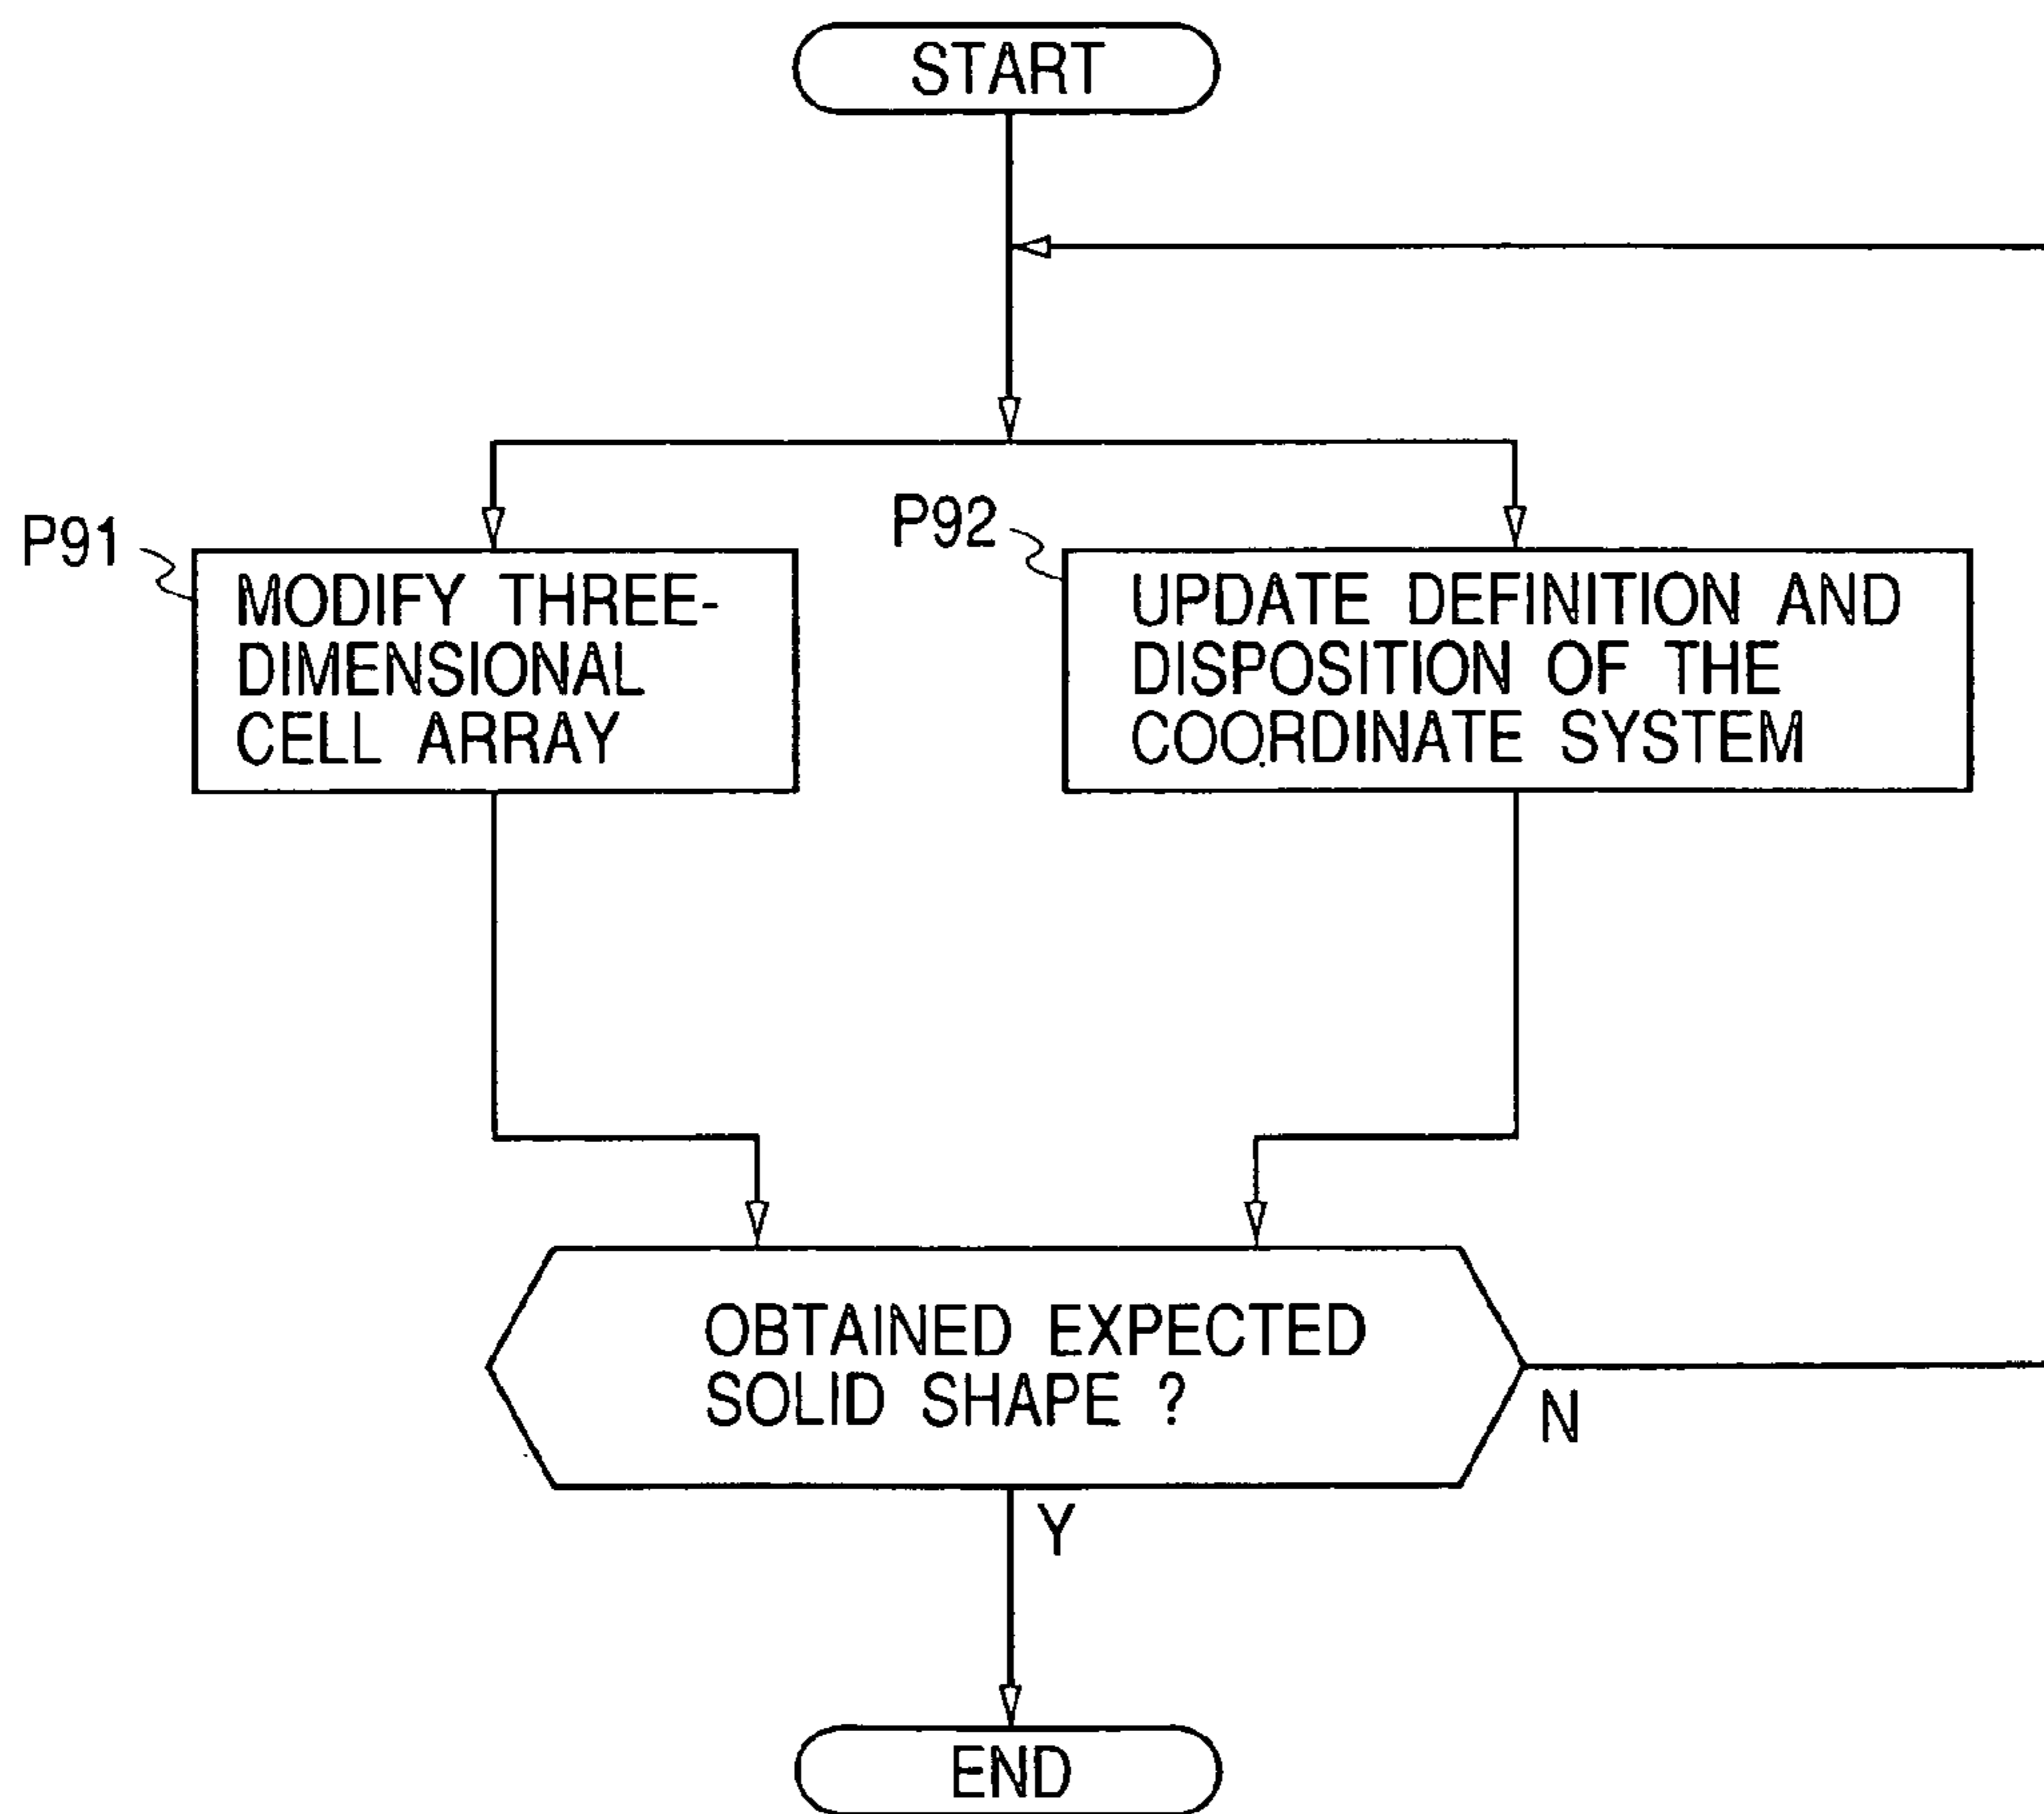 START
P91
MODIFY THREE-
DIMENSIONAL
CELL ARRAY
P92
UPDATE DEFINITION AND
DISPOSITION OF THE
COORDINATE SYSTEM
OBTAINED EXPECTED
SOLID SHAPE ?
N
Y
END